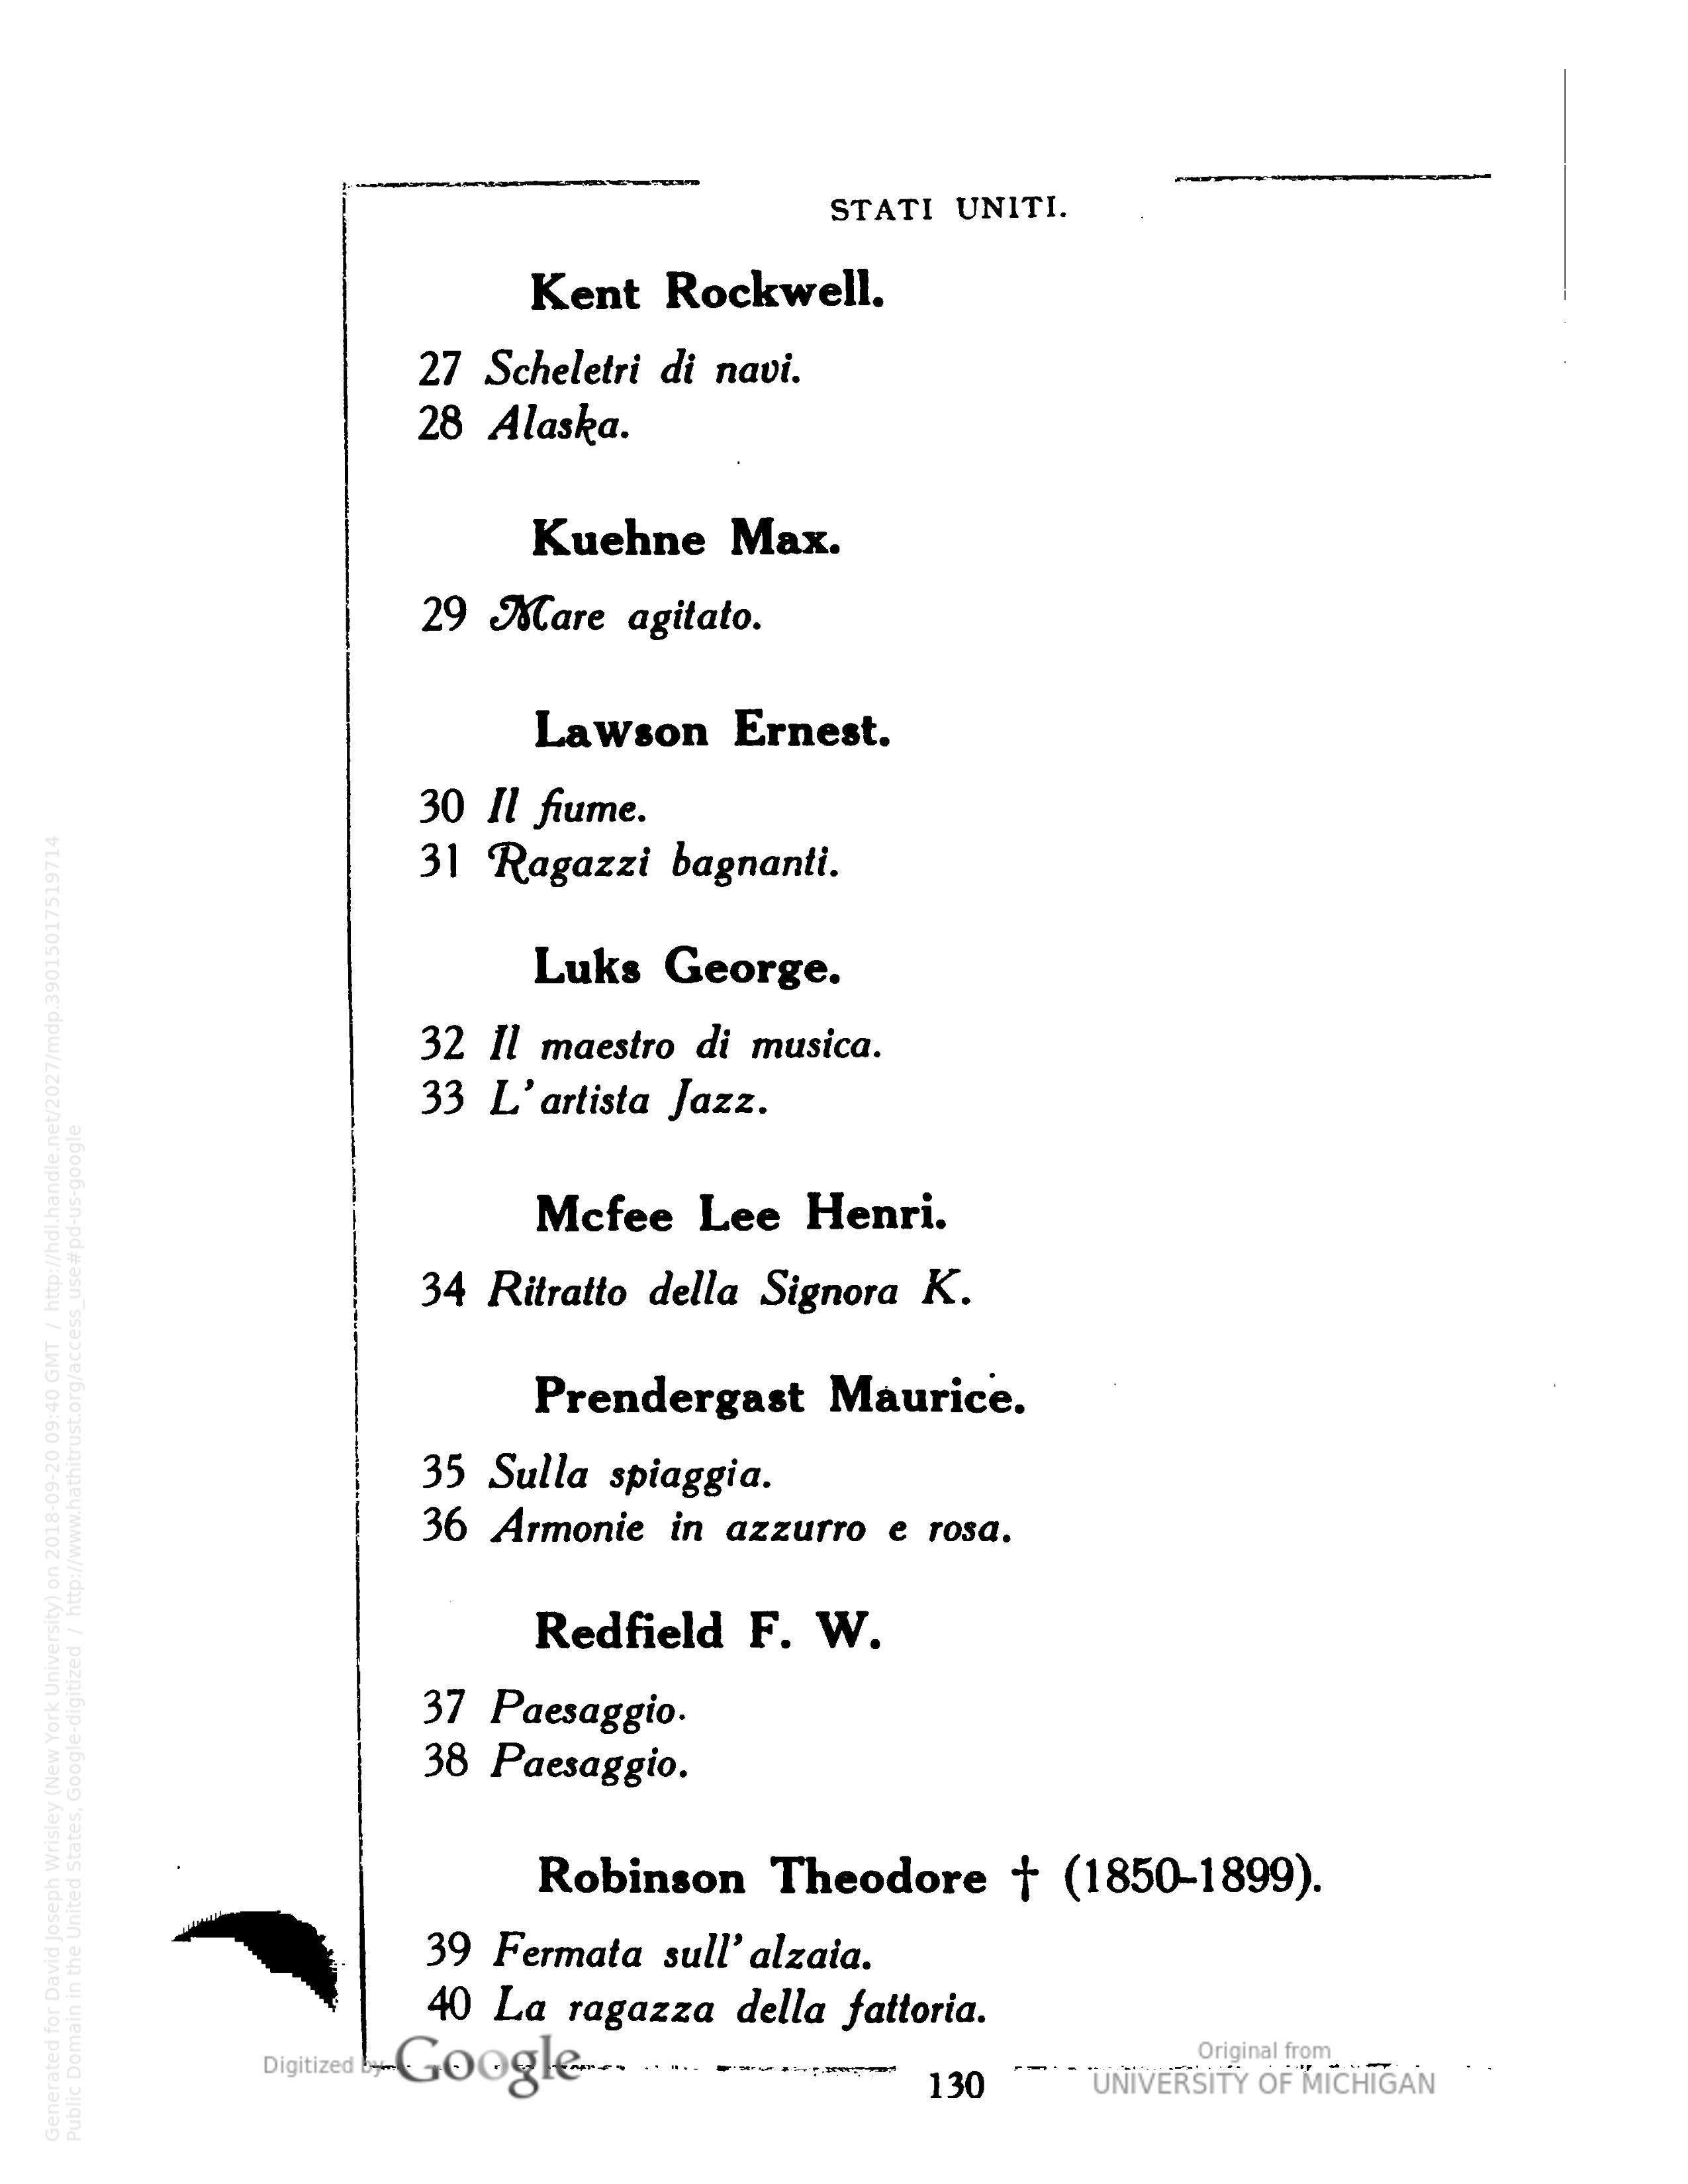 STATI UNITI.
Kent Rockwell.
27 Scheletri di navi.
28 Alaska.
Kuehne Max.
29 Mare agitato.
Lawson Ernest.
30 Il fiume.
31 Ragazzi bagnanti.
Luks George.
32 Il maestro di musica.
33 L'artista Jazz.
Mcfee Lee Henri.
34 Ritratto della Signora K.
Prendergast Maurice.
35 Sulla spiaggia.
36 Armonie in azzurro e rosa.
Redfield F. W.
37 Paesaggio.
38 Paesaggio.
Robinson Theodore † (1850-1899).
39 Fermata sull'alzaia.
40 La ragazza della fattoria.
130
Digitized by Google
Original from
UNIVERSITY OF MICHIGAN
Generated for David Joseph Wrisley (New York University) on 2018-09-20 09:40 GMT / http://hdl.handle.net/2027/mdp.39015017519714
Public Domain in the United States, Google-digitized / http://www.hathitrust.org/access_use#pd-us-google